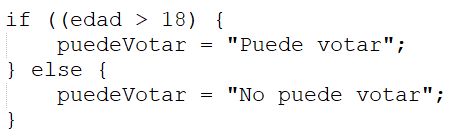 if ((edad > 18) {
    puedeVotar = "Puede votar";
} else {
    puedeVotar = "No puede votar";
}